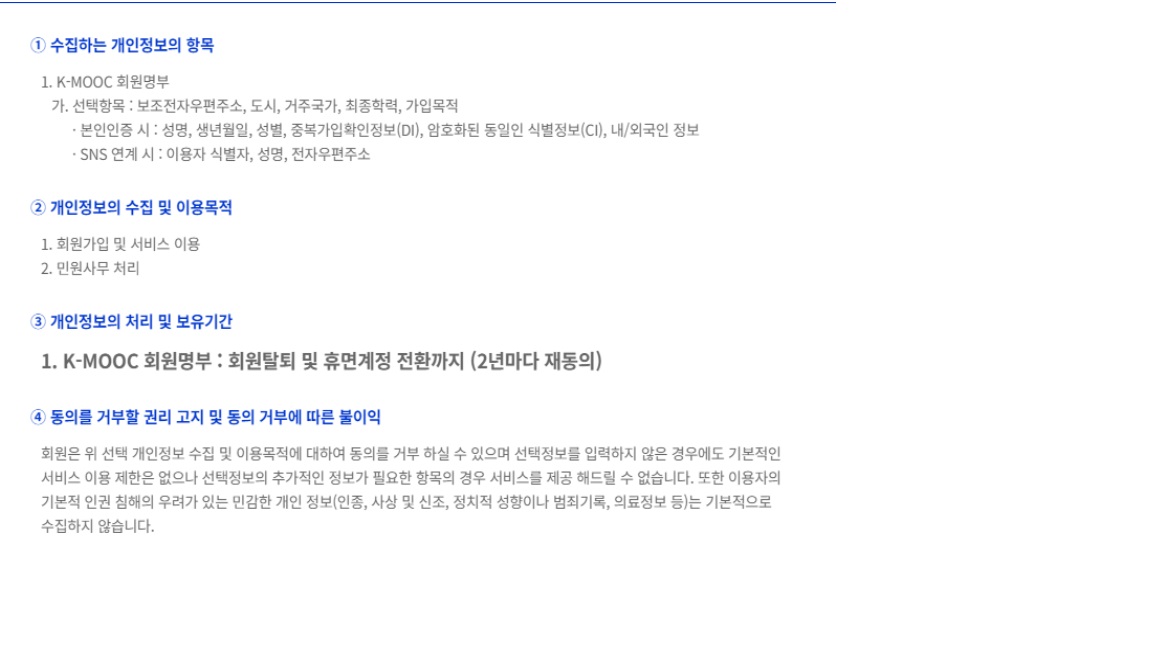 ① 수집하는 개인정보의 항목
1. K-MOOC 회원명부
가. 선택항목 : 보조전자우편주소, 도시, 거주국가, 최종학력, 가입목적
· 본인인증 시 : 성명, 생년월일, 성별, 중복가입확인정보(DI), 암호화된 동일인 식별정보(CI), 내/외국인 정보
· SNS 연계 시 : 이용자 식별자, 성명, 전자우편주소
② 개인정보의 수집 및 이용목적
1. 회원가입 및 서비스 이용
2. 민원사무 처리
③ 개인정보의 처리 및 보유기간
1. K-MOOC 회원명부 : 회원탈퇴 및 휴면계정 전환까지 (2년마다 재동의)
④ 동의를 거부할 권리 고지 및 동의 거부에 따른 불이익
회원은 위 선택 개인정보 수집 및 이용목적에 대하여 동의를 거부 하실 수 있으며 선택정보를 입력하지 않은 경우에도 기본적인
서비스 이용 제한은 없으나 선택정보의 추가적인 정보가 필요한 항목의 경우 서비스를 제공 해드릴 수 없습니다. 또한 이용자의
기본적 인권 침해의 우려가 있는 민감한 개인 정보(인종, 사상 및 신조, 정치적 성향이나 범죄기록, 의료정보 등)는 기본적으로
수집하지 않습니다.